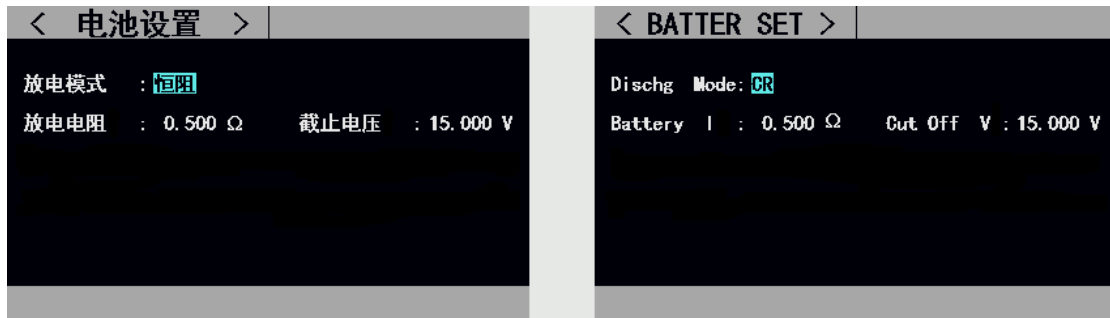 < 电池设置 >
放电模式 : 恒阻
放电电阻 : 0.500 Ω 截止电压 : 15.000 V
< BATTER SET >
Dischg Mode: CR
Battery I : 0.500 Ω Cut Off V : 15.000 V